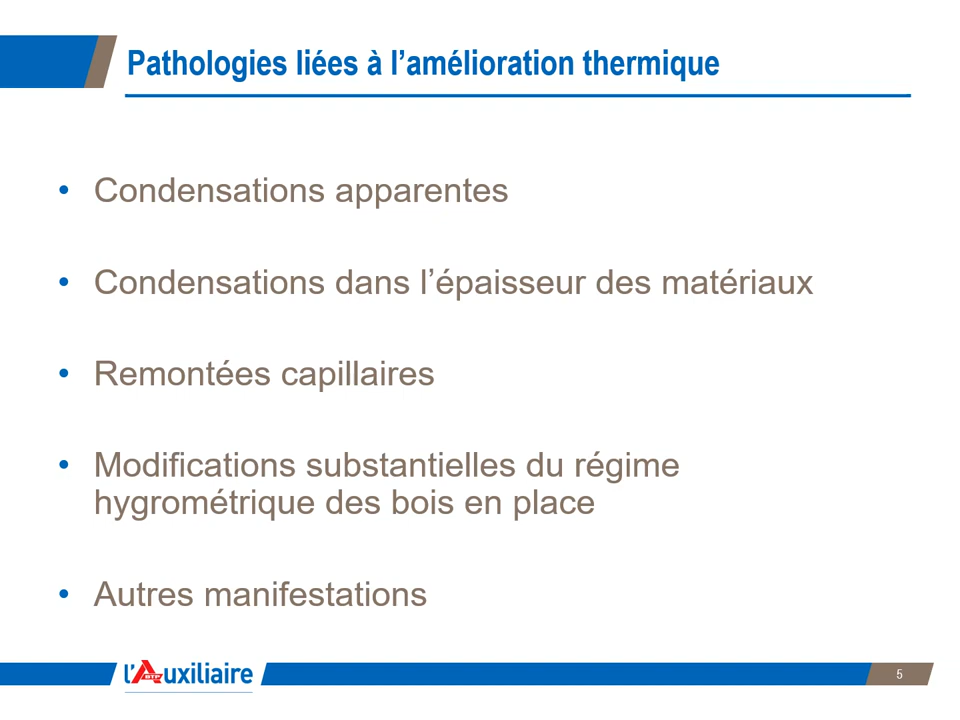 Pathologies liées à l’amélioration thermique
• Condensations apparentes
• Condensations dans l’épaisseur des matériaux
• Remontées capillaires
• Modifications substantielles du régime
hygrométrique des bois en place
• Autres manifestations
l'Auxiliaire
BTP
5